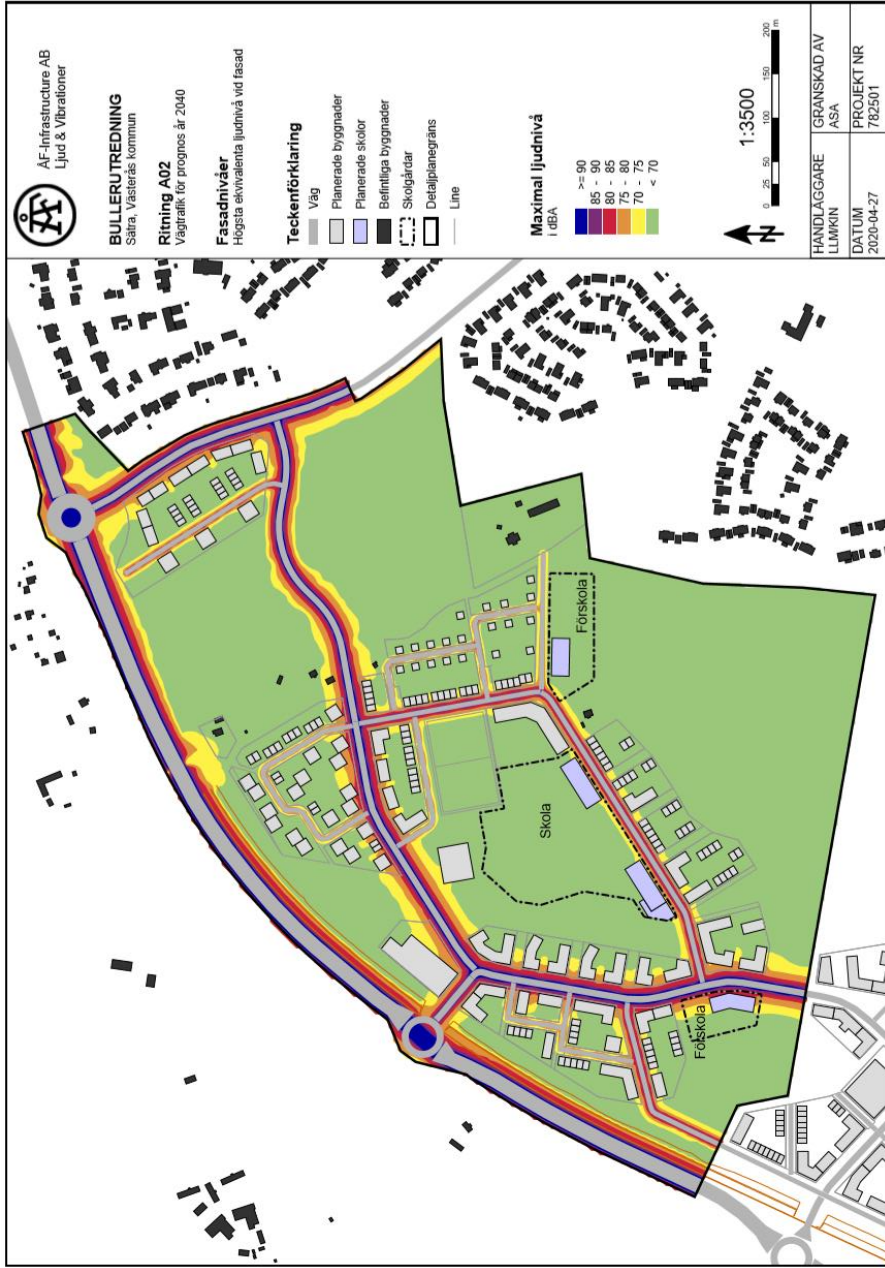 ÅF
ÅF-Infrastructure AB
Ljud & Vibrationer
BULLERUTREDNING
Sätra, Västerås kommun
Ritning A02
Vägtrafik för prognos år 2040
Fasadnivåer
Högsta ekvivalenta ljudnivå vid fasad
Teckenförklaring
Väg
Planerade byggnader
Planerade skolor
Befintliga byggnader
Skolgårdar
Detaljplanegräns
Line
Maximal ljudnivå
i dBA
>= 90
85 - 90
80 - 85
75 - 80
70 - 75
< 70
N
1:3500
0 25 50 100 150 200
m
HANDLÄGGARE
LLMKIN
GRANSKAD AV
ASA
DATUM
2020-04-27
PROJEKT NR
782501
Förskola
Skola
Förskola